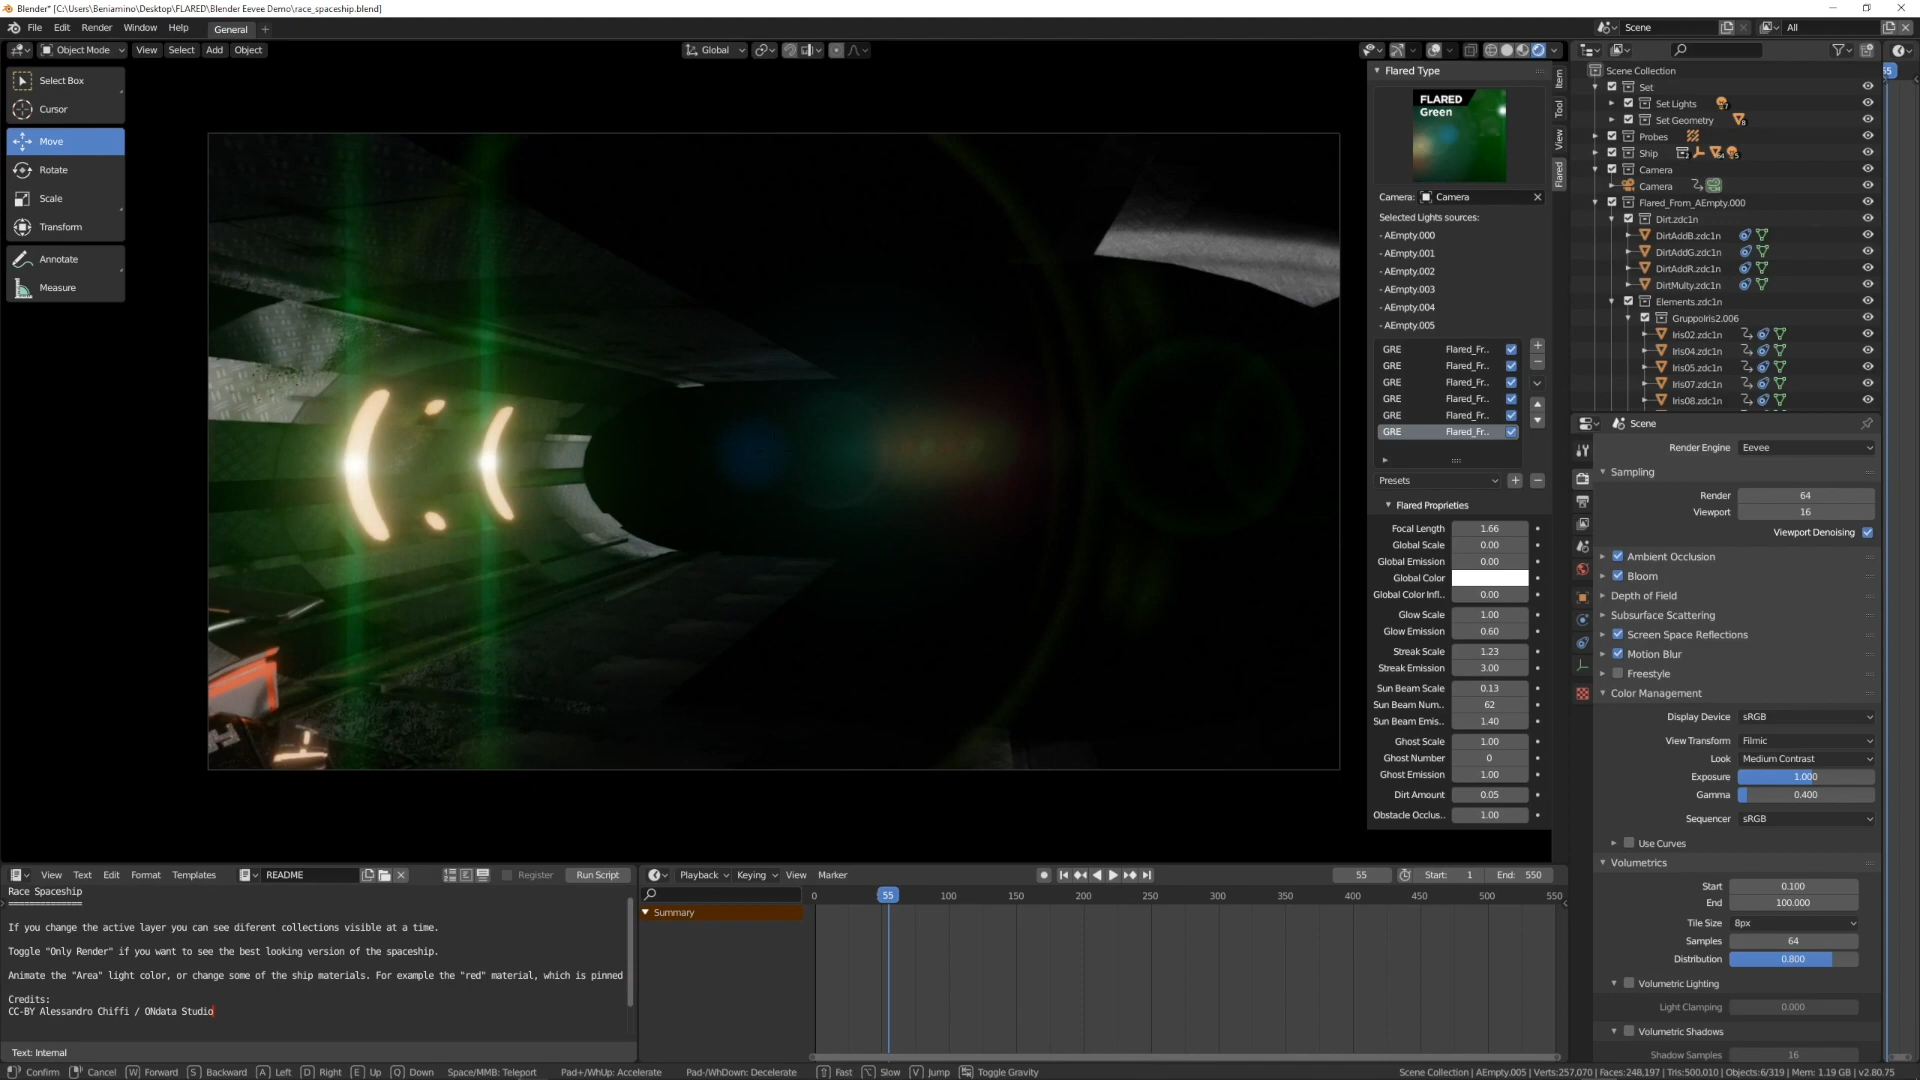 Blender* [C:\Users\Beniamino\Desktop\FLARED\Blender Eevee Demo\race_spaceship.blend]
File Edit Render Window Help General + Scene All
Object Mode View Select Add Object Global
Select Box
Cursor
Move
Rotate
Scale
Transform
Annotate
Measure
Flared Type
FLARED
Green
Item
Tool
View
Flared
Camera: Camera
Selected Lights sources:
- AEmpty.000
- AEmpty.001
- AEmpty.002
- AEmpty.003
- AEmpty.004
- AEmpty.005
GRE Flared_Fr..
GRE Flared_Fr..
GRE Flared_Fr..
GRE Flared_Fr..
GRE Flared_Fr..
GRE Flared_Fr..
Presets
Flared Proprieties
Focal Length 1.66
Global Scale 0.00
Global Emission 0.00
Global Color
Global Color Infl.. 0.00
Glow Scale 1.00
Glow Emission 0.60
Streak Scale 1.23
Streak Emission 3.00
Sun Beam Scale 0.13
Sun Beam Num.. 62
Sun Beam Emis.. 1.40
Ghost Scale 1.00
Ghost Number 0
Ghost Emission 1.00
Dirt Amount 0.05
Obstacle Occlus.. 1.00
Scene Collection
Set
Set Lights 7
Set Geometry 8
Probes
Ship
Camera
Camera
Flared_From_AEmpty.000
Dirt.zdc1n
DirtAddB.zdc1n
DirtAddG.zdc1n
DirtAddR.zdc1n
DirtMulty.zdc1n
Elements.zdc1n
GruppoIris2.006
Iris02.zdc1n
Iris04.zdc1n
Iris05.zdc1n
Iris07.zdc1n
Iris08.zdc1n
55
Scene
Render Engine Eevee
Sampling
Render 64
Viewport 16
Viewport Denoising
Ambient Occlusion
Bloom
Depth of Field
Subsurface Scattering
Screen Space Reflections
Motion Blur
Freestyle
Color Management
Display Device sRGB
View Transform Filmic
Look Medium Contrast
Exposure 1.000
Gamma 0.400
Sequencer sRGB
Use Curves
Volumetrics
Start 0.100
End 100.000
Tile Size 8px
Samples 64
Distribution 0.800
Volumetric Lighting
Light Clamping 0.000
Volumetric Shadows
Shadow Samples 16
View Text Edit Format Templates README Register Run Script
Race Spaceship
==============
If you change the active layer you can see diferent collections visible at a time.
Toggle "Only Render" if you want to see the best looking version of the spaceship.
Animate the "Area" light color, or change some of the ship materials. For example the "red" material, which is pinned
Credits:
CC-BY Alessandro Chiffi / ONdata Studio
Text: Internal
Playback Keying View Marker 55 Start: 1 End: 550
0 55 100 150 200 250 300 350 400 450 500 550
Summary
Confirm Cancel W Forward S Backward A Left D Right E Up Q Down Space/MMB: Teleport Pad+/WhUp: Accelerate Pad-/WhDown: Decelerate Fast Slow V Jump Toggle Gravity
Scene Collection | AEmpty.005 | Verts:257,070 | Faces:248,197 | Tris:500,010 | Objects:6/319 | Mem: 1.19 GB | v2.80.75